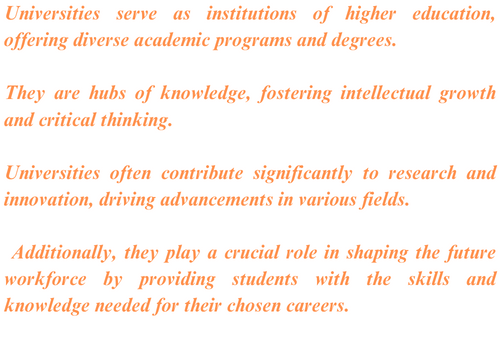 Universities serve as institutions of higher education,
offering diverse academic programs and degrees.
They are hubs of knowledge, fostering intellectual growth
and critical thinking.
Universities often contribute significantly to research and
innovation, driving advancements in various fields.
Additionally, they play a crucial role in shaping the future
workforce by providing students with the skills and
knowledge needed for their chosen careers.